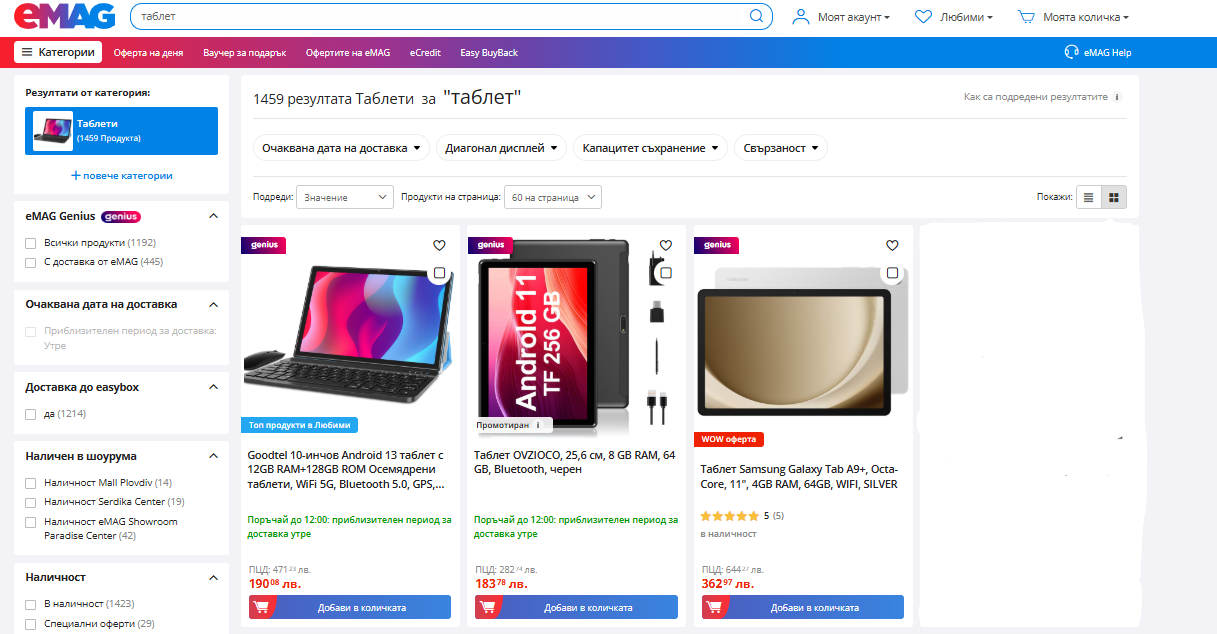 eMAG
таблет
Моят акаунт
Любими
Моята количка
Категории
Оферта на деня
Ваучер за подарък
Офертите на eMAG
eCredit
Easy BuyBack
eMAG Help
Резултати от категория:
Таблети
(1459 Продукта)
+ повече категории
eMAG Genius genius
Всички продукти (1192)
С доставка от eMAG (445)
Очаквана дата на доставка
Приблизителен период за доставка:
Утре
Доставка до easybox
да (1214)
Наличен в шоурума
Наличност Mall Plovdiv (14)
Наличност Serdika Center (19)
Наличност eMAG Showroom
Paradise Center (42)
Наличност
В наличност (1423)
Специални оферти (29)
1459 резултата Таблети за "таблет"
Как са подредени резултатите i
Очаквана дата на доставка
Диагонал дисплей
Капацитет съхранение
Свързаност
Подреди: Значение
Продукти на страница: 60 на страница
Покажи:
genius
Топ продукти в Любими
Goodtel 10-инчов Android 13 таблет с
12GB RAM+128GB ROM Осемядрени
таблети, WiFi 5G, Bluetooth 5.0, GPS,...
Поръчай до 12:00: приблизителен период за
доставка утре
ПЦД: 47123 лв.
19008 лв.
Добави в количката
genius
Android 11
TF 256 GB
Промотиран i
Таблет OVZIOCO, 25,6 см, 8 GB RAM, 64
GB, Bluetooth, черен
Поръчай до 12:00: приблизителен период за
доставка утре
ПЦД: 28274 лв.
18378 лв.
Добави в количката
genius
WOW оферта
Таблет Samsung Galaxy Tab A9+, Octa-
Core, 11", 4GB RAM, 64GB, WIFI, SILVER
5 (5)
в наличност
ПЦД: 64427 лв.
36297 лв.
Добави в количката